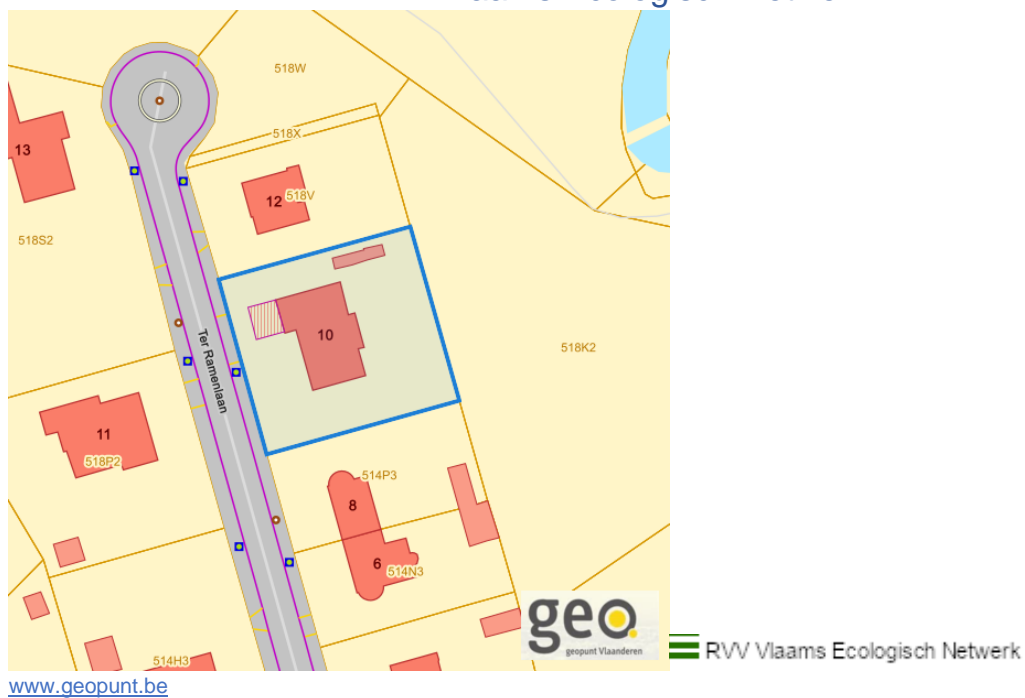 518W
13
518X
12
518V
518S2
10
Ter Ramenlaan
518K2
11
518P2
514P3
8
6
514N3
geo.
geopunt Vlaanderen
RVV Vlaams Ecologisch Netwerk
514H3
www.geopunt.be